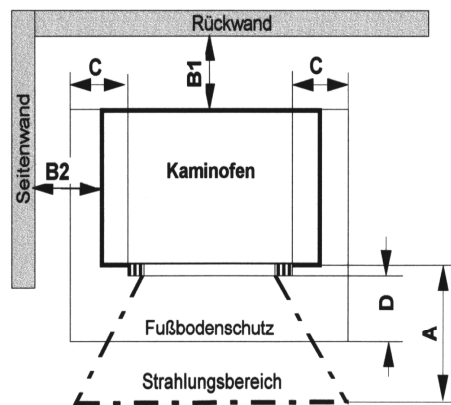 Rückwand
C
B1
C
Seitenwand
B2
Kaminofen
D
A
Fußbodenschutz
Strahlungsbereich